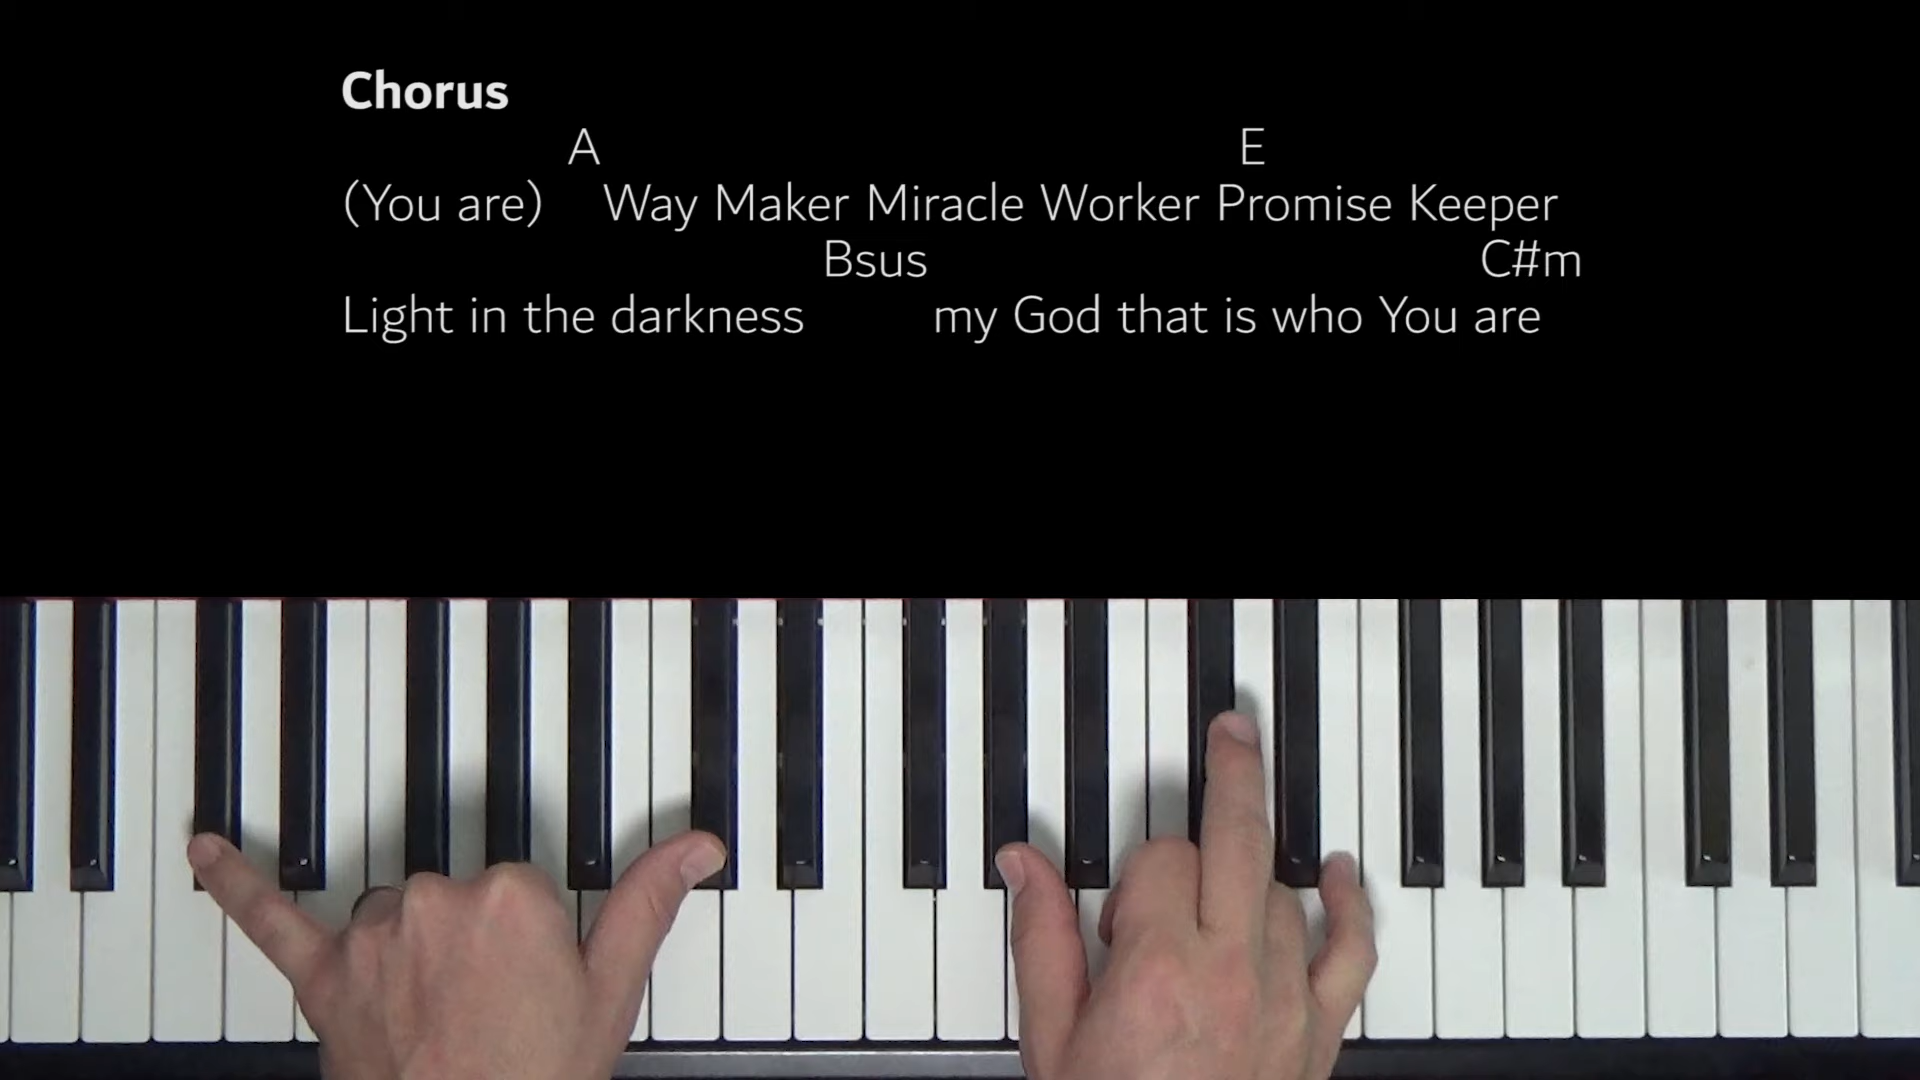 Chorus
A E
(You are) Way Maker Miracle Worker Promise Keeper
Bsus C#m
Light in the darkness my God that is who You are